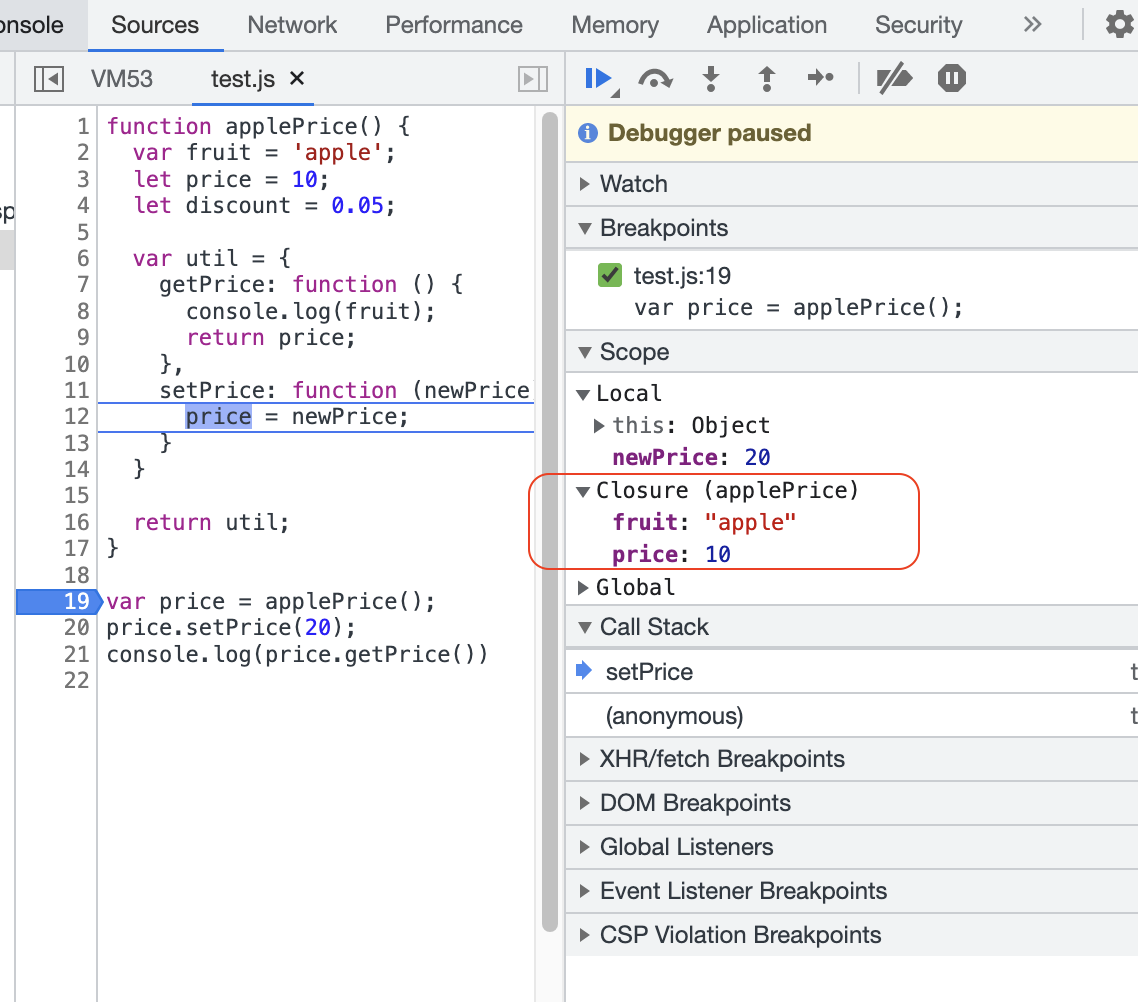 onsole Sources Network Performance Memory Application Security
VM53 test.js
1 function applePrice() {
2 var fruit = 'apple';
3 let price = 10;
4 let discount = 0.05;
5
6 var util = {
7 getPrice: function () {
8 console.log(fruit);
9 return price;
10 },
11 setPrice: function (newPrice
12 price = newPrice;
13 }
14 }
15
16 return util;
17 }
18
19 var price = applePrice();
20 price.setPrice(20);
21 console.log(price.getPrice())
22
sp
Debugger paused
Watch
Breakpoints
test.js:19
var price = applePrice();
Scope
Local
this: Object
newPrice: 20
Closure (applePrice)
fruit: "apple"
price: 10
Global
Call Stack
setPrice t
(anonymous) t
XHR/fetch Breakpoints
DOM Breakpoints
Global Listeners
Event Listener Breakpoints
CSP Violation Breakpoints